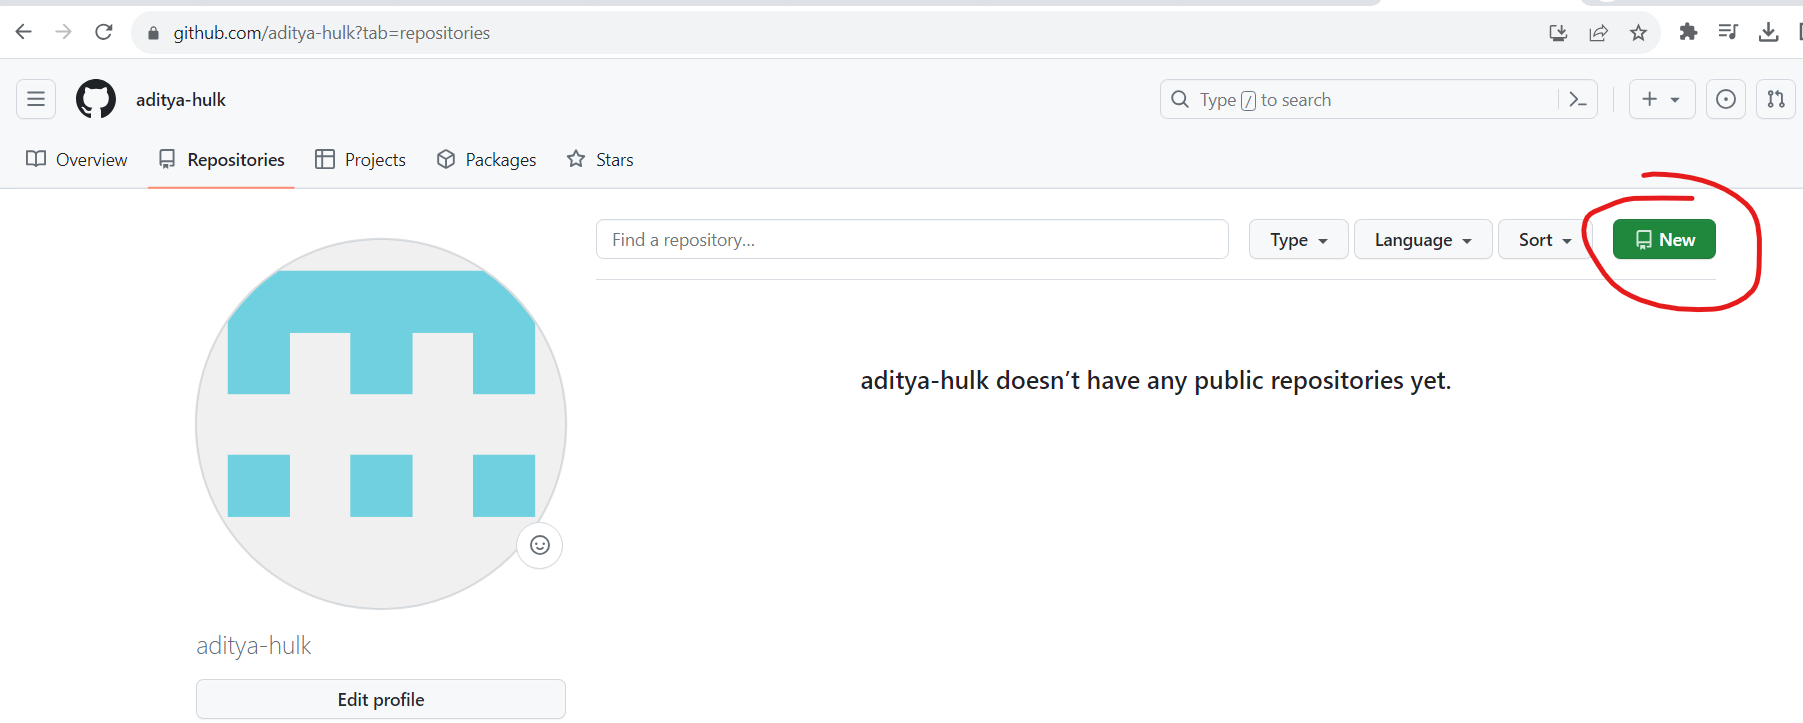 github.com/aditya-hulk?tab=repositories
aditya-hulk
Type / to search
Overview Repositories Projects Packages Stars
Find a repository... Type Language Sort New
aditya-hulk doesn’t have any public repositories yet.
aditya-hulk
Edit profile